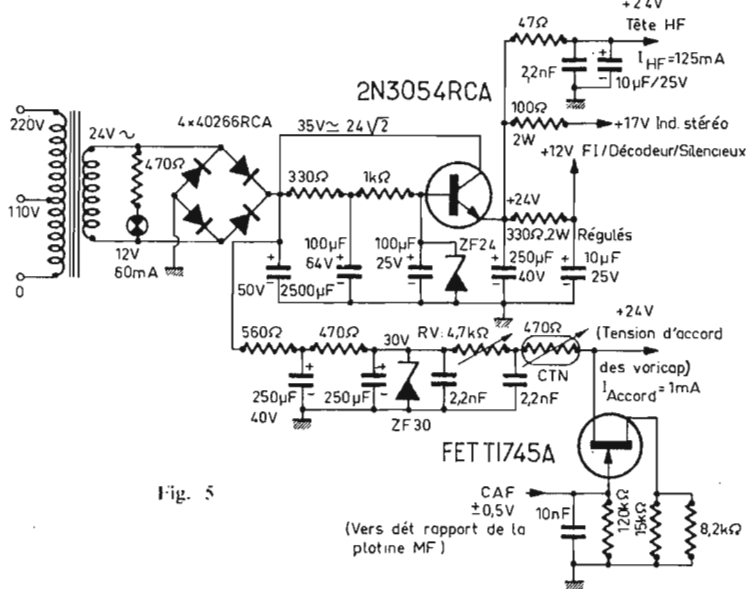 +24V
47Ω
Tête HF
I HF = 125mA
2,2nF
10µF/25V
2N3054RCA
220V
24V ~
4×40266RCA
35V ≃ 24√2
100Ω
2W
+17V Ind. stéréo
+12V FI/Décodeur/Silencieux
470Ω
330Ω
1kΩ
110V
+24V
330Ω,2W
Régulés
12V
60mA
0
50V
2500µF
100µF
64V
100µF
25V
ZF24
250µF
40V
10µF
25V
560Ω
470Ω
30V
RV: 4,7kΩ
470Ω
+24V
(Tension d'accord
des voricap)
I Accord = 1mA
CTN
250µF
40V
250µF
ZF30
2,2nF
2,2nF
FET TI745A
Fig. 5
CAF
±0,5V
(Vers dét rapport de la
plotine MF)
10nF
120kΩ
15kΩ
8,2kΩ